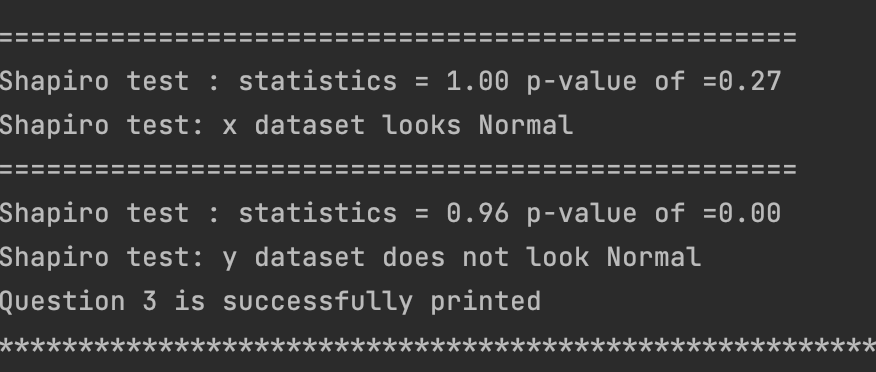 ==================================================
Shapiro test : statistics = 1.00 p-value of =0.27
Shapiro test: x dataset looks Normal
==================================================
Shapiro test : statistics = 0.96 p-value of =0.00
Shapiro test: y dataset does not look Normal
Question 3 is successfully printed
*******************************************************